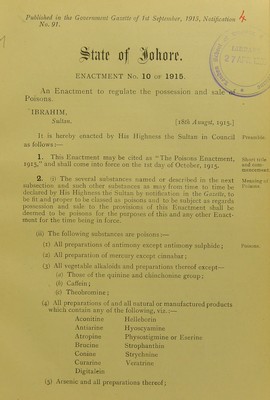 Published in the Government Gazette of 1st September, 1915, Notification
No. 91.
4
State of Johore.
ENACTMENT No. 10 OF 1915.
An Enactment to regulate the possession and sale of
Poisons.
IBRAHIM,
Sultan.
[18th August, 1915.]
It is hereby enacted by His Highness the Sultan in Council
as follows:—
Preamble.
1. This Enactment may be cited as "The Poisons Enactment,
1915," and shall come into force on the 1st day of October, 1915.
Short title
and com-
mencement.
2. (i) The several substances named or described in the next
subsection and such other substances as may from time to time be
declared by His Highness the Sultan by notification in the Gazette, to
be fit and proper to be classed as poisons and to be subject as regards
possession and sale to the provisions of this Enactment shall be
deemed to be poisons for the purposes of this and any other Enact-
ment for the time being in force.
Meaning of
Poisons.
(ii) The following substances are poisons:—
(1) All preparations of antimony except antimony sulphide;
Poisons.
(2) All preparation of mercury except cinnabar;
(3) All vegetable alkaloids and preparations thereof except—
(a) Those of the quinine and cinchonine group;
(b) Caffein;
(c) Theobromine;
(4) All preparations of and all natural or manufactured products
which contain any of the following, viz.:—
Aconitine Helleborin
Antiarine Hyoscyamine
Atropine Physostigmine or Eserine
Brucine Strophanthin
Conine Strychnine
Curarine Veratrine
Digitalein
(5) Arsenic and all preparations thereof;